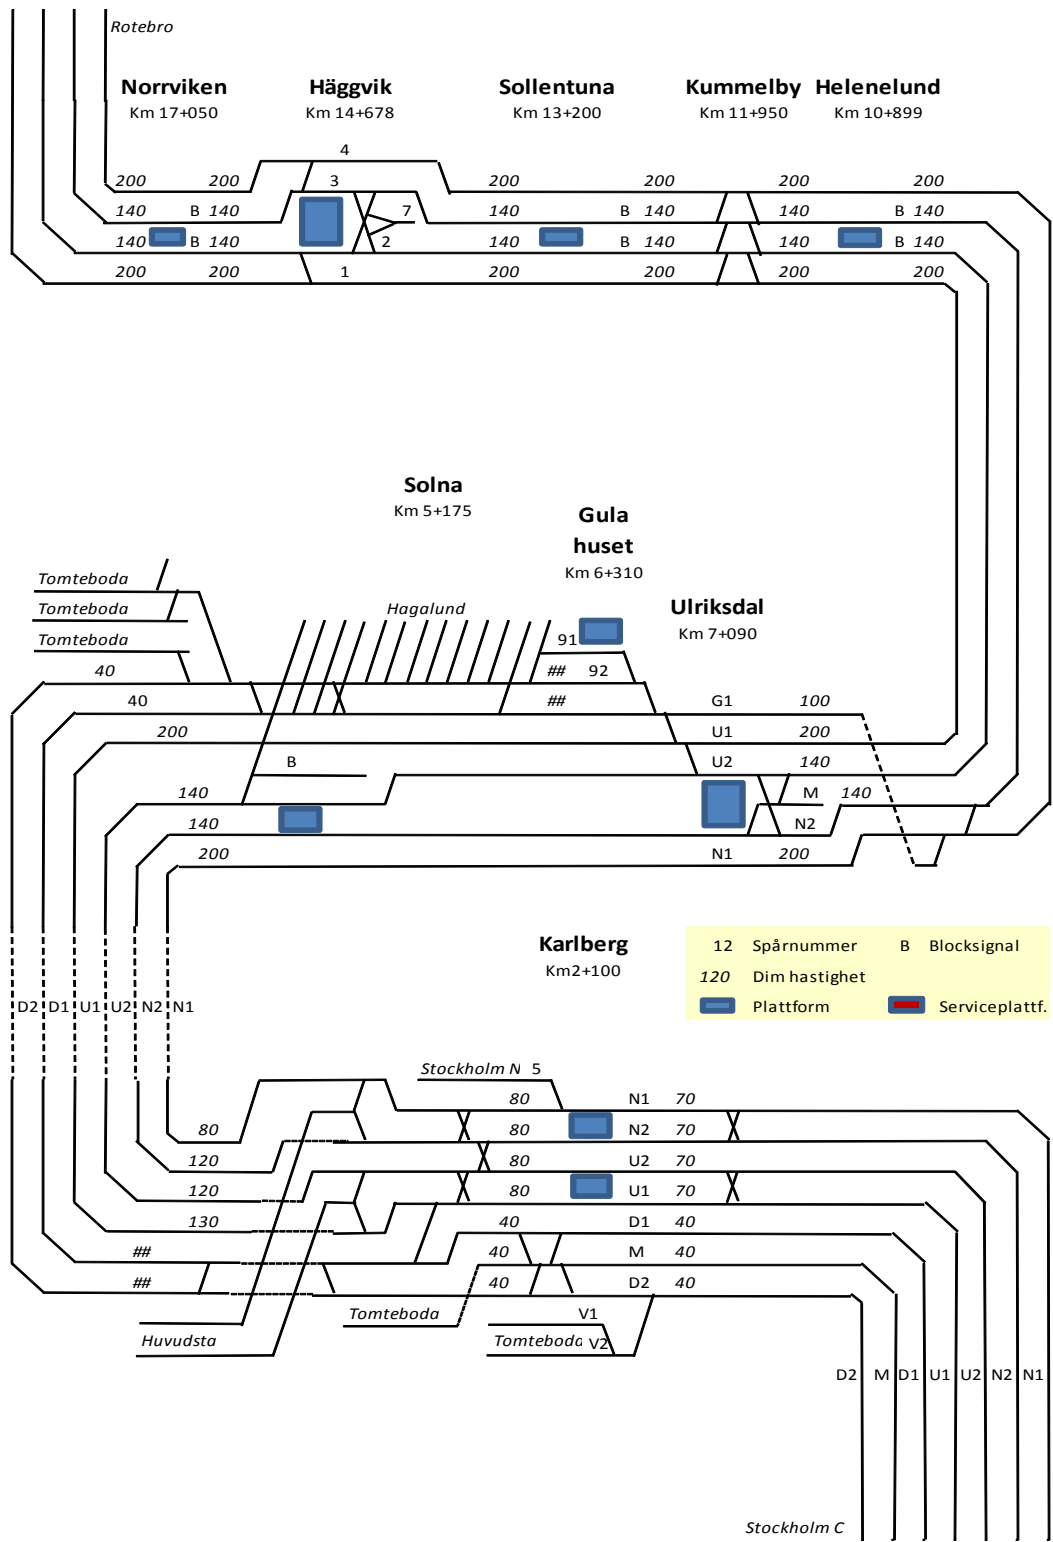 Rotebro
Norrviken Häggvik Sollentuna Kummelby Helenelund
Km 17+050 Km 14+678 Km 13+200 Km 11+950 Km 10+899
4
200 200 3 200 200 200 200
140 B 140 7 140 B 140 140 B 140
140 B 140 2 140 B 140 140 B 140
200 200 1 200 200 200 200
Solna
Km 5+175
Gula
huset
Km 6+310
Tomteboda
Ulriksdal
Tomteboda Hagalund
Km 7+090
Tomteboda 91
40 ## 92
40 ## G1 100
200 U1 200
B U2 140
140 M 140
140 N2
200 N1 200
Karlberg
Km2+100
12 Spårnummer B Blocksignal
120 Dim hastighet
Plattform Serviceplattf.
D2 D1 U1 U2 N2 N1
Stockholm N 5
80 N1 70
80 80 N2 70
120 80 U2 70
120 80 U1 70
130 40 D1 40
## 40 M 40
## 40 D2 40
Tomteboda V1
Huvudsta Tomteboda V2
D2 M D1 U1 U2 N2 N1
Stockholm C